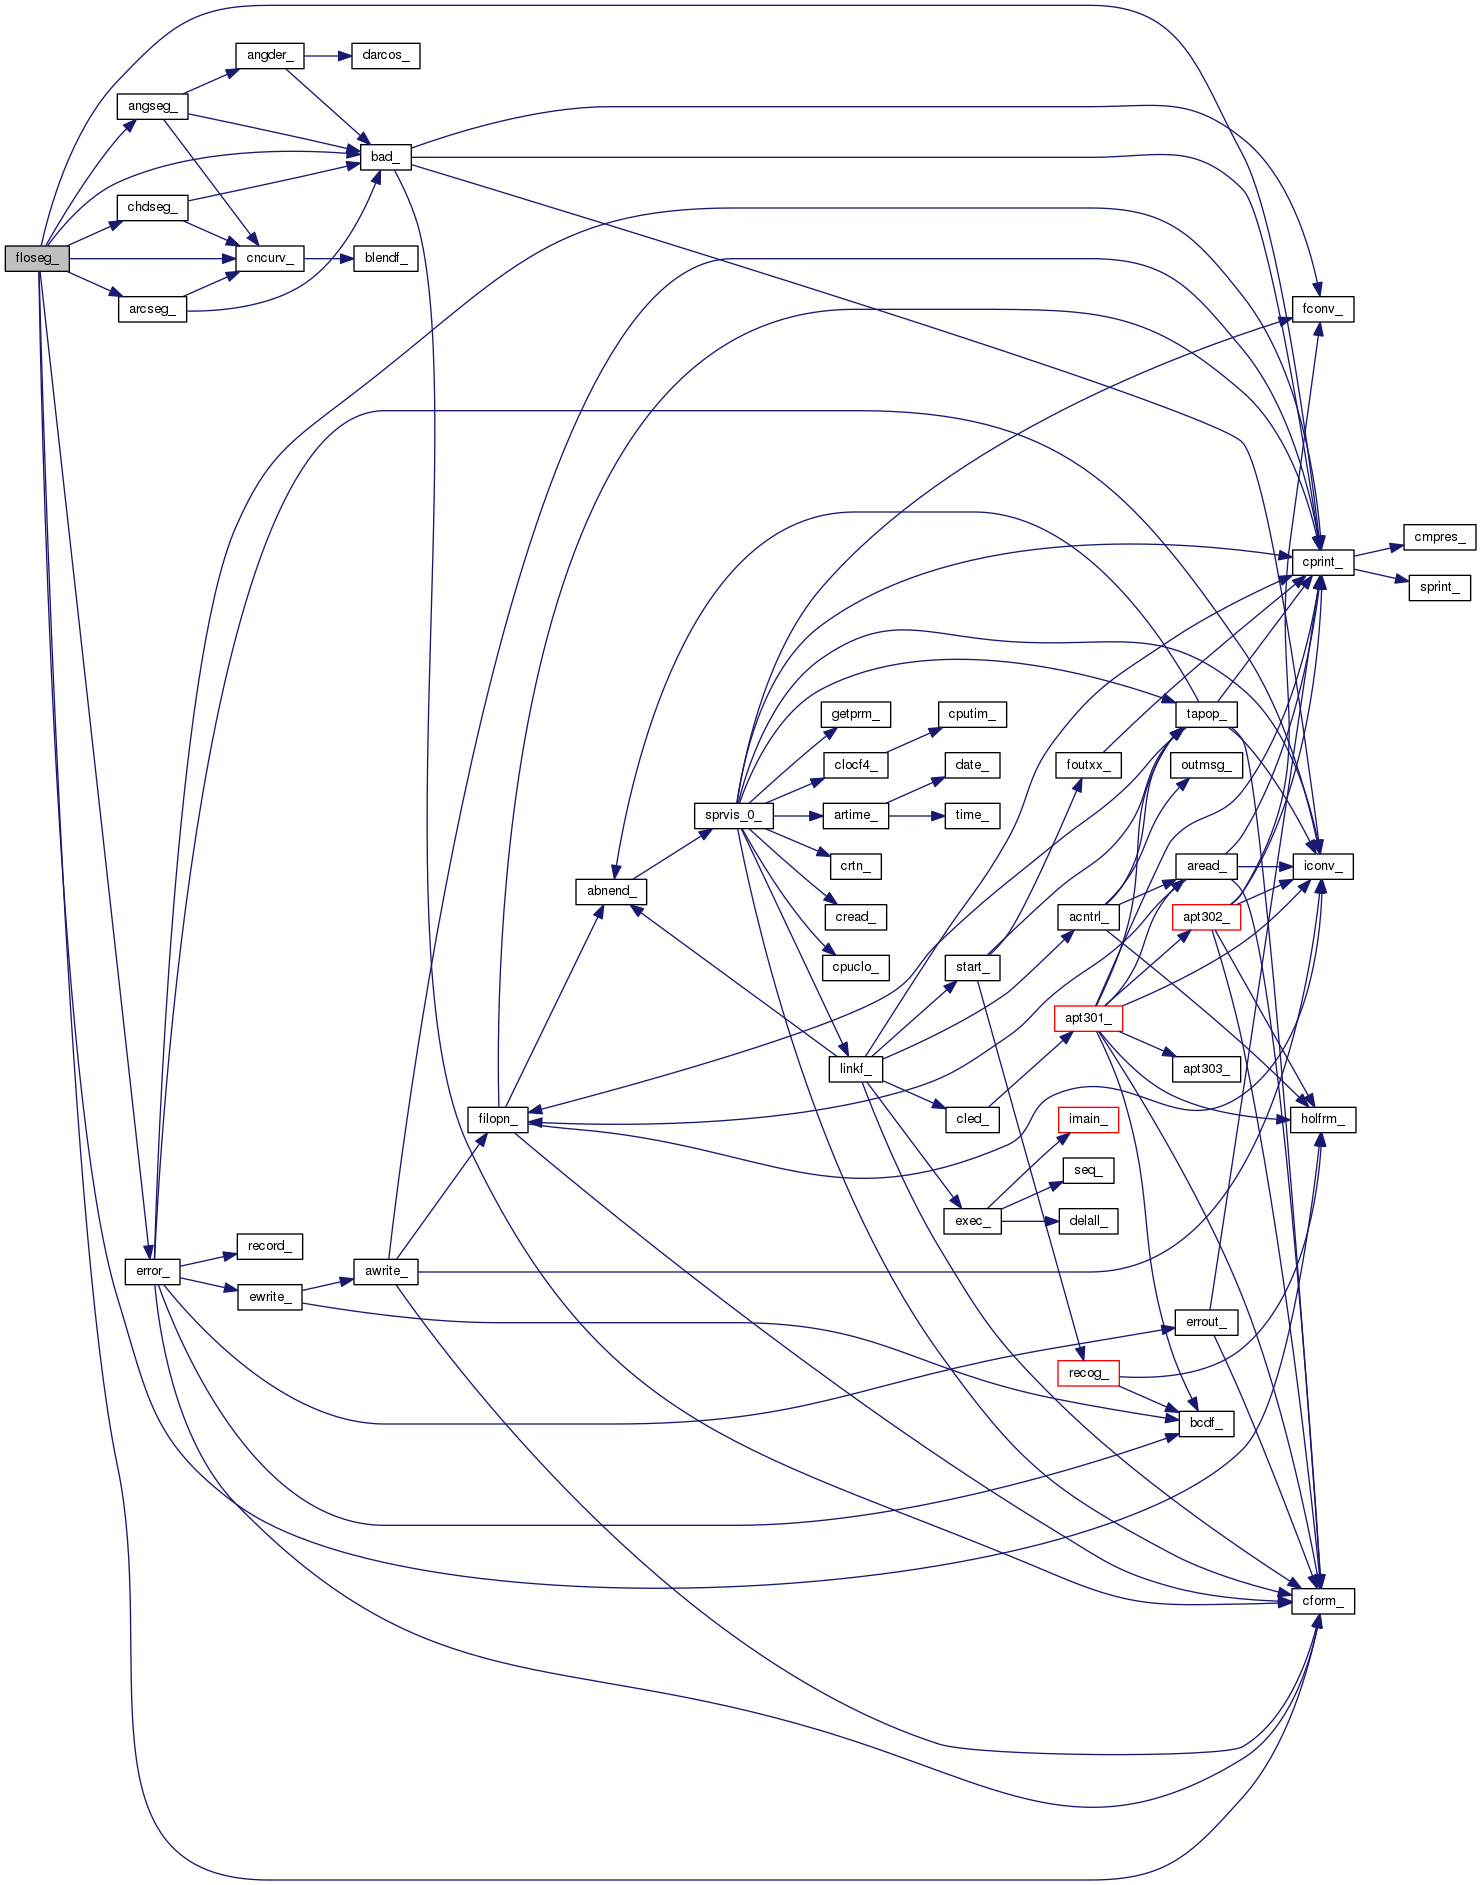 angder_
darcos_
angseg_
bad_
chdseg_
floseg_
cncurv_
blendf_
arcseg_
fconv_
cmpres_
cprint_
sprint_
getprm_
cputim_
tapop_
clocf4_
date_
foutxx_
outmsg_
sprvis_0_
artime_
time_
crtn_
aread_
iconv_
abnend_
cread_
acntrl_
apt302_
cpuclo_
start_
apt301_
linkf_
apt303_
filopn_
cled_
imain_
holfrm_
seq_
exec_
delall_
record_
error_
awrite_
ewrite_
errout_
recog_
bcdf_
cform_